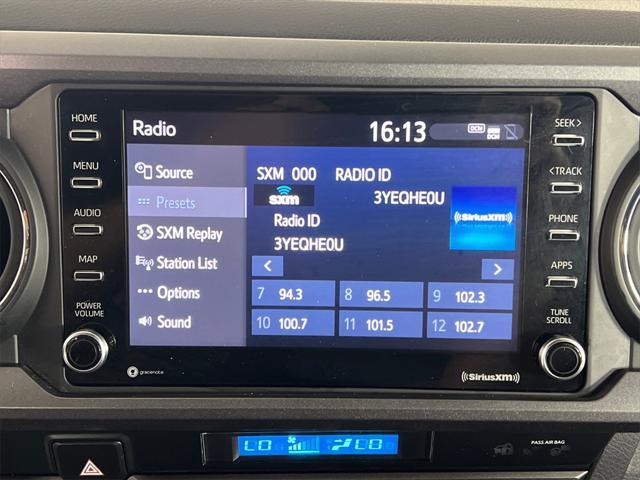 HOME
MENU
AUDIO
MAP
POWER
VOLUME
Radio
16:13
DCM
DCM
Source
Presets
SXM Replay
Station List
Options
Sound
SXM 000 RADIO ID
sxm
3YEQHE0U
Radio ID
3YEQHE0U
((SiriusXM))
<
>
7 94.3
8 96.5
9 102.3
10 100.7
11 101.5
12 102.7
SEEK>
<TRACK
PHONE
APPS
TUNE
SCROLL
gracenote
((SiriusXM))
LO
LO
PASS AIR BAG